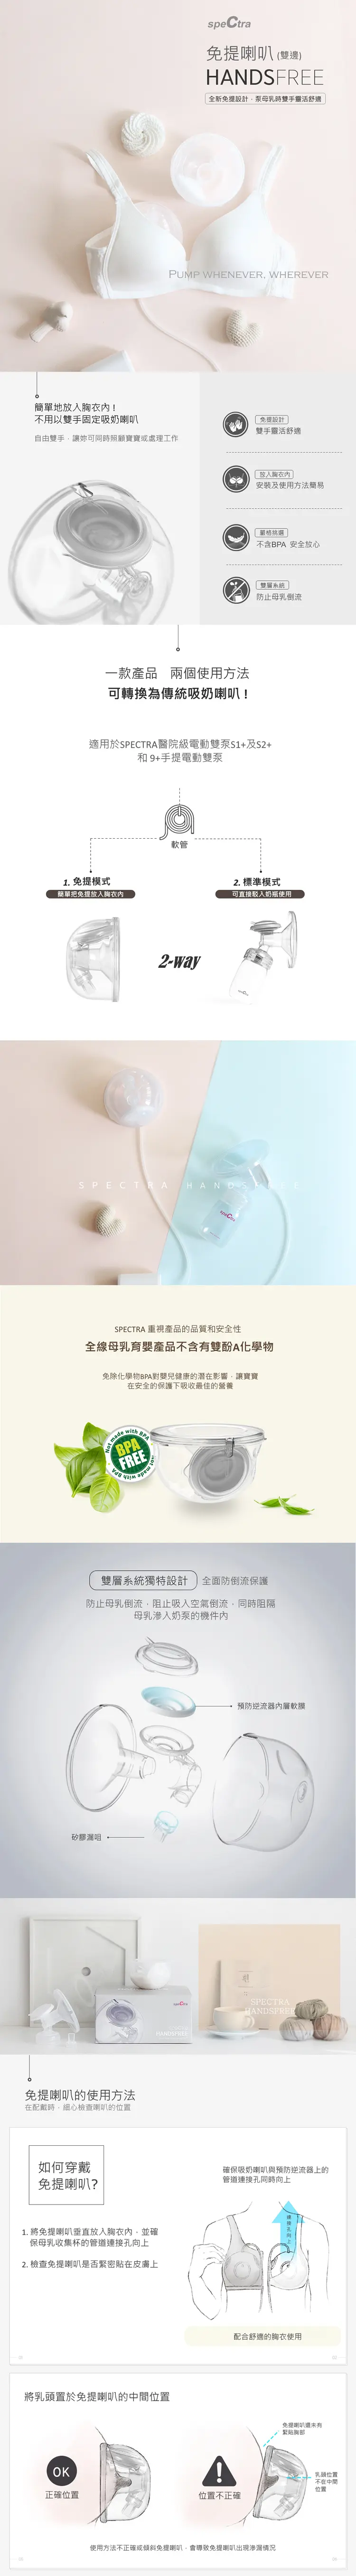 speCtra
免提喇叭 (雙邊)
HANDSFREE
全新免提設計，泵母乳時雙手靈活舒適
PUMP WHENEVER, WHEREVER
簡單地放入胸衣內！
不用以雙手固定吸奶喇叭
自由雙手，讓妳可同時照顧寶寶或處理工作
免提設計
雙手靈活舒適
放入胸衣內
安裝及使用方法簡易
嚴格挑選
不含BPA 安全放心
雙層系統
防止母乳倒流
一款產品 兩個使用方法
可轉換為傳統吸奶喇叭！
適用於SPECTRA醫院級電動雙泵S1+及S2+
和 9+手提電動雙泵
軟管
1. 免提模式
簡單把免提放入胸衣內
2. 標準模式
可直接駁入奶瓶使用
2-way
speCtra
SPECTRA HANDSFREE
speCtra
SPECTRA 重視產品的品質和安全性
全線母乳育嬰產品不含有雙酚A化學物
免除化學物BPA對嬰兒健康的潛在影響，讓寶寶
在安全的保護下吸收最佳的營養
Not made with BPA
BPA
FREE
Not made with BPA
雙層系統獨特設計 全面防倒流保護
防止母乳倒流，阻止吸入空氣倒流，同時阻隔
母乳滲入奶泵的機件內
預防逆流器內層軟膜
矽膠漏咀
speCtra
HANDSFREE
SPECTRA
HANDSFREE
免提喇叭的使用方法
在配戴時，細心檢查喇叭的位置
如何穿戴
免提喇叭?
1. 將免提喇叭垂直放入胸衣內，並確
保母乳收集杯的管道連接孔向上
2. 檢查免提喇叭是否緊密貼在皮膚上
確保吸奶喇叭與預防逆流器上的
管道連接孔同時向上
連接孔向上
配合舒適的胸衣使用
將乳頭置於免提喇叭的中間位置
OK
正確位置
位置不正確
免提喇叭邊未有
緊貼胸部
乳頭位置
不在中間
位置
使用方法不正確或傾斜免提喇叭，會導致免提喇叭出現滲漏情況